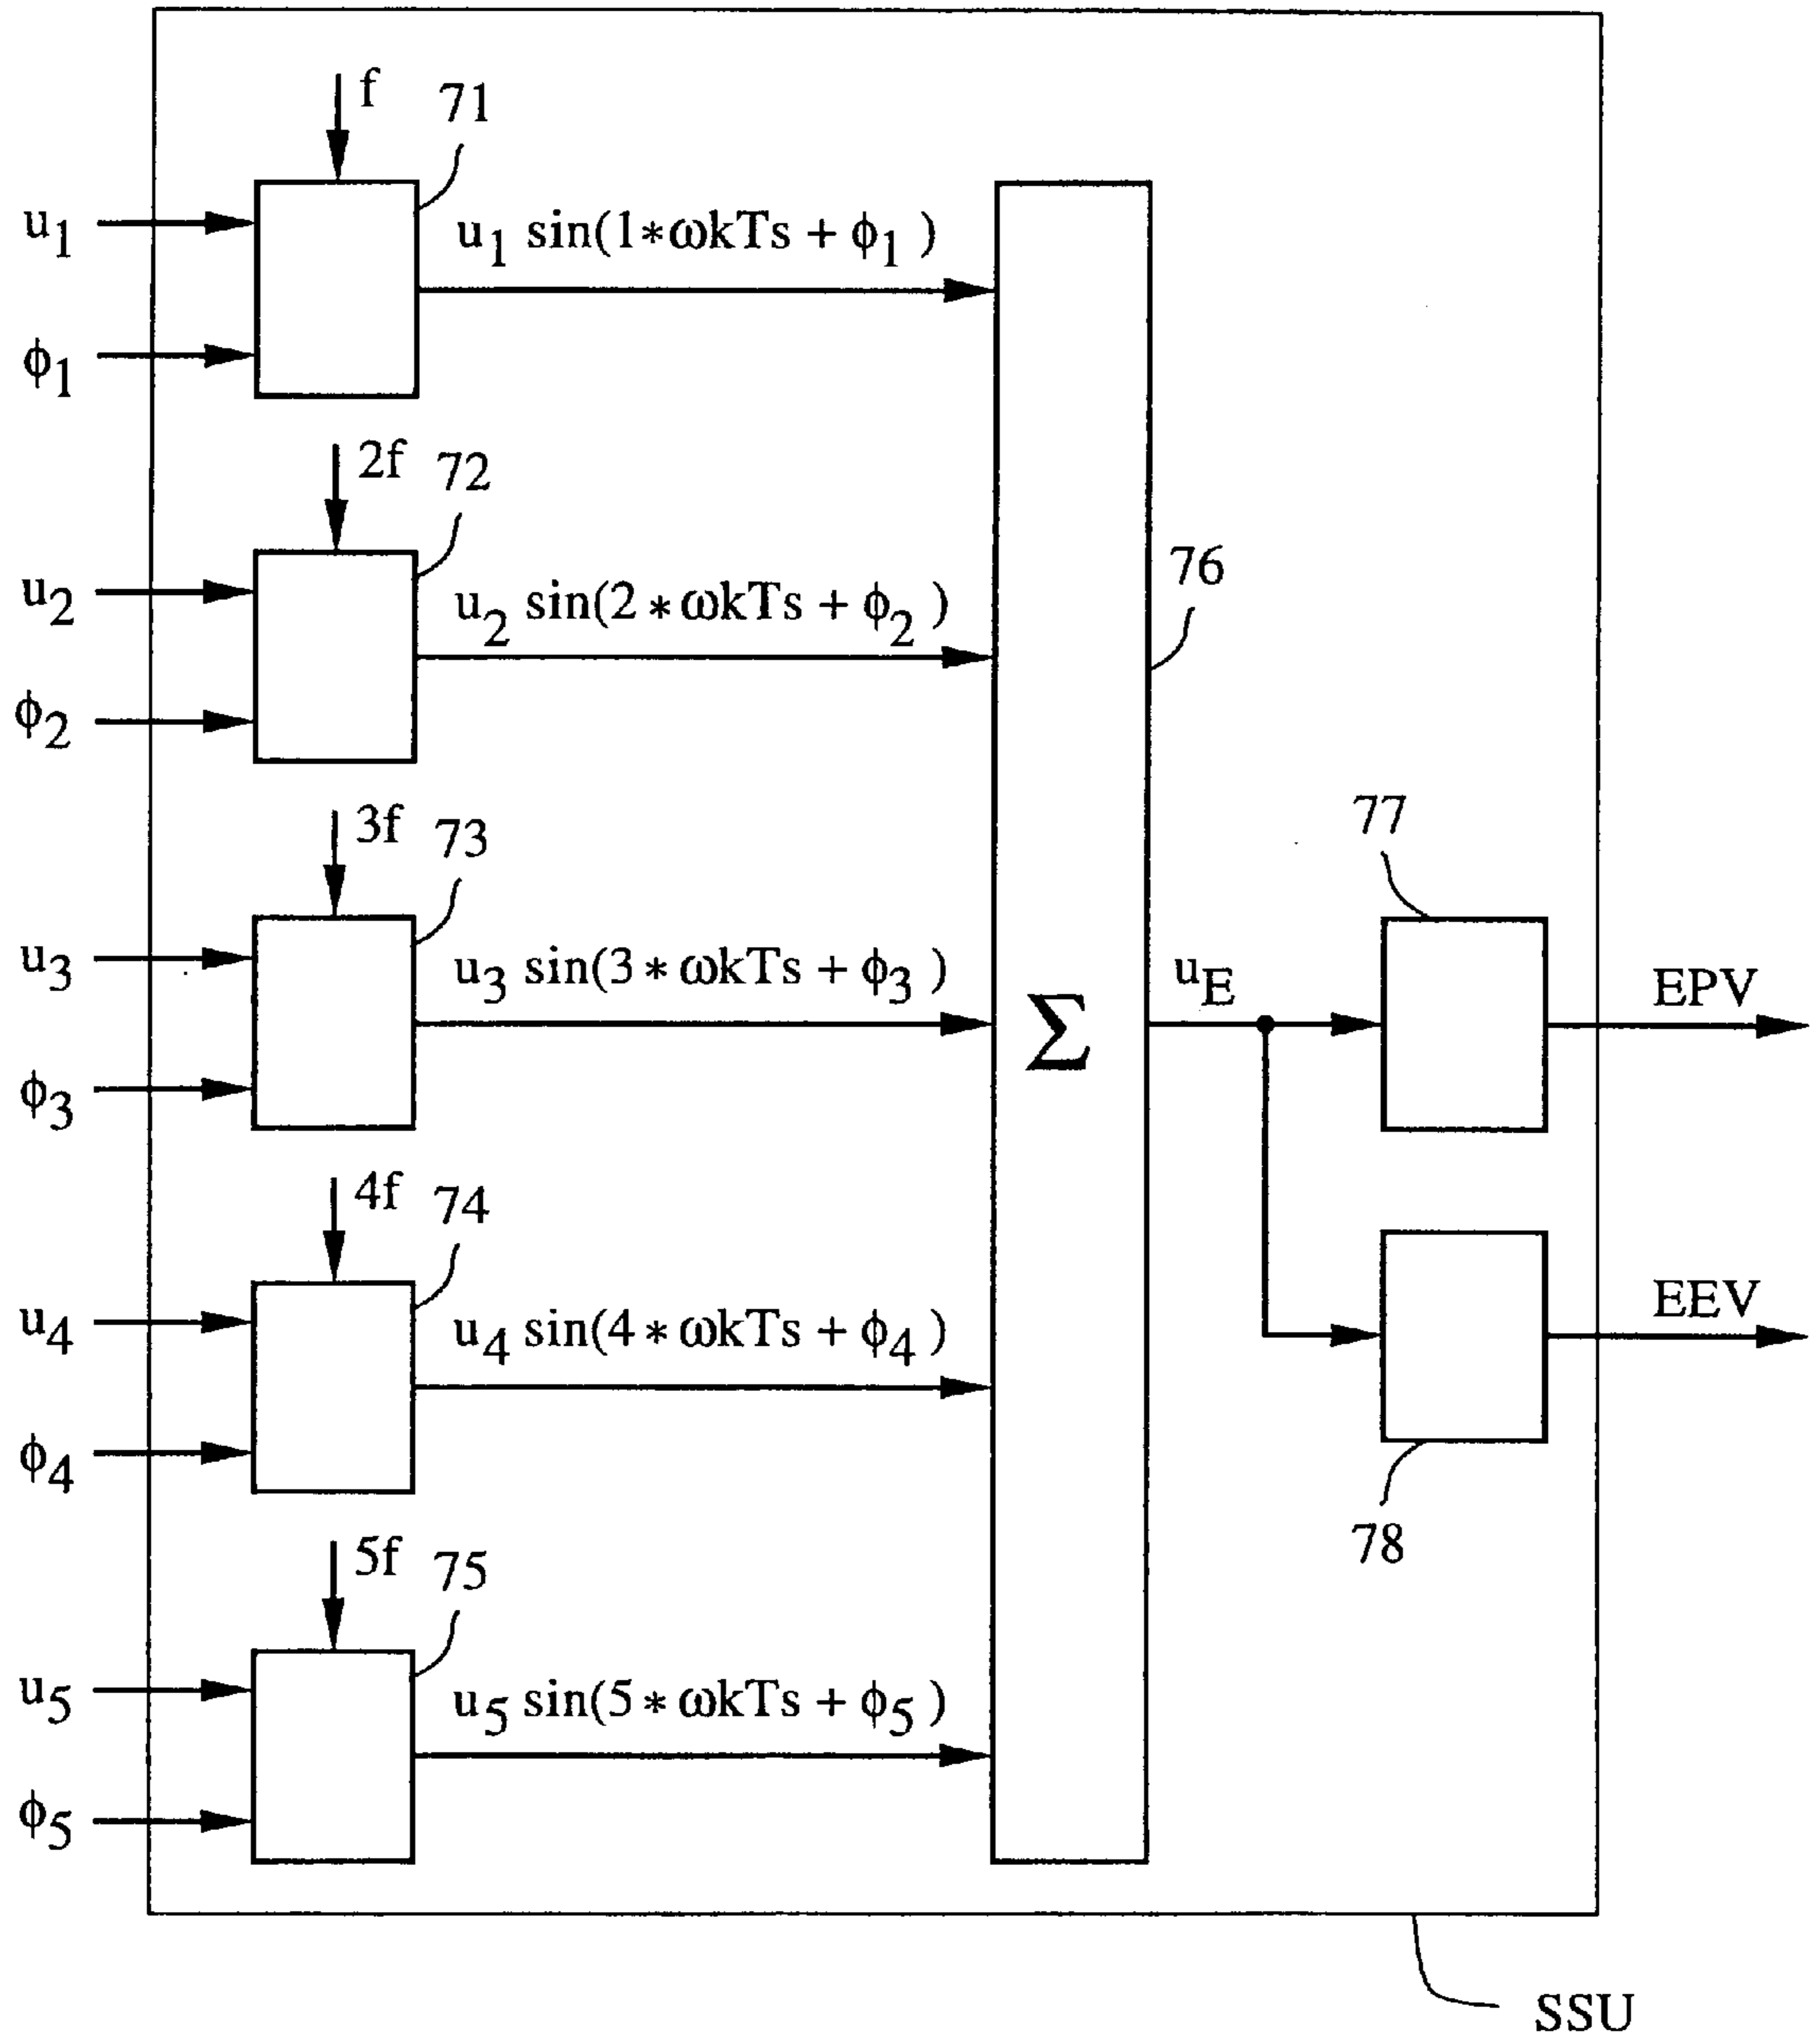 f
71
u1
u1 sin(1*ωkTs + ϕ1 )
ϕ1
2f
72
u2
u2 sin(2*ωkTs + ϕ2 )
ϕ2
76
3f
73
77
u3
u3 sin(3*ωkTs + ϕ3 )
uE
EPV
Σ
ϕ3
4f
74
u4
u4 sin(4*ωkTs + ϕ4 )
EEV
ϕ4
78
5f
75
u5
u5 sin(5*ωkTs + ϕ5 )
ϕ5
SSU